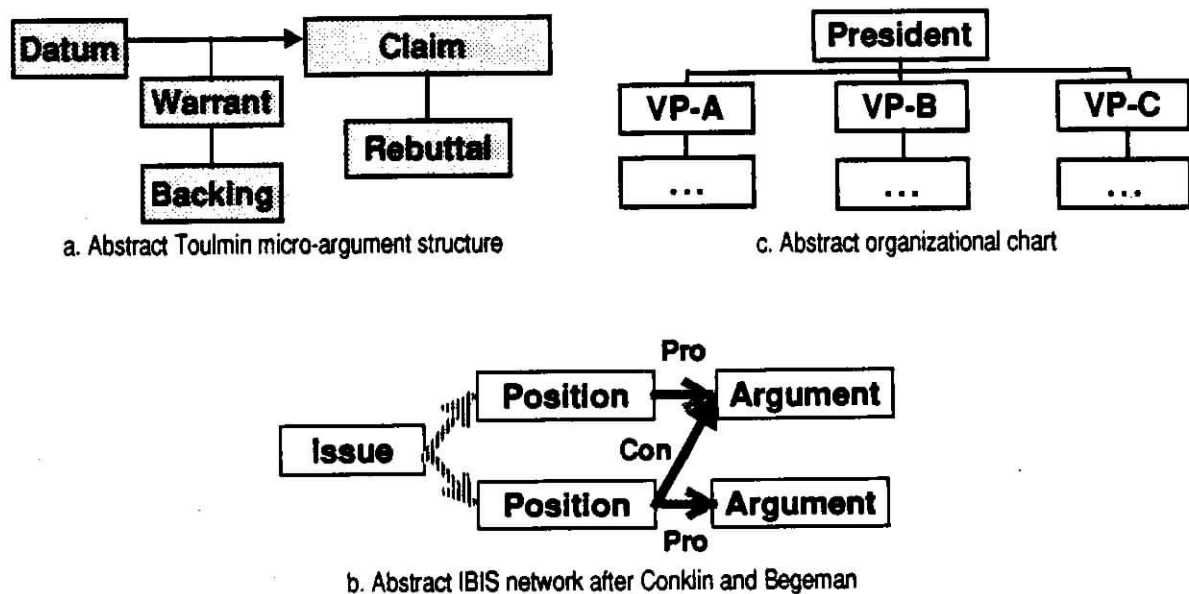 Datum
Claim
Warrant
Rebuttal
Backing
a. Abstract Toulmin micro-argument structure
President
VP-A
VP-B
VP-C
...
...
...
c. Abstract organizational chart
Pro
Position
Argument
Issue
Con
Position
Argument
Pro
b. Abstract IBIS network after Conklin and Begeman